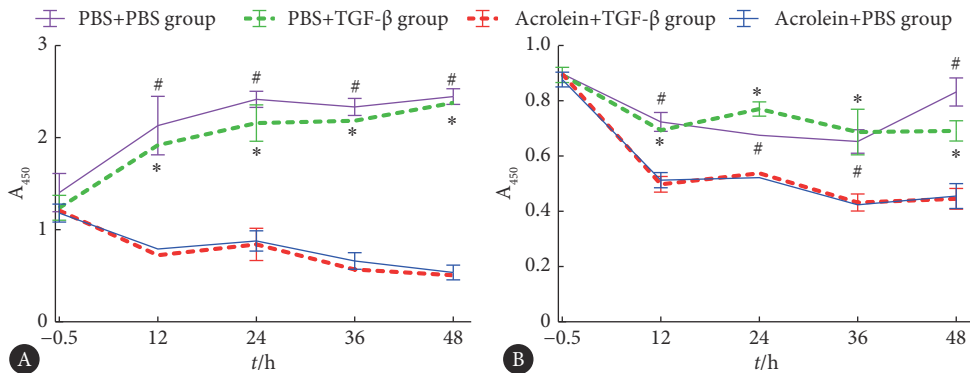 PBS+PBS group PBS+TGF-β group Acrolein+TGF-β group Acrolein+PBS group
3
2
1
0
A450
# # # #
* * * *
−0.5 12 24 36 48
t/h
A
1.0
0.8
0.6
0.4
0.2
0
A450
# * * #
* # # *
−0.5 12 24 36 48
t/h
B